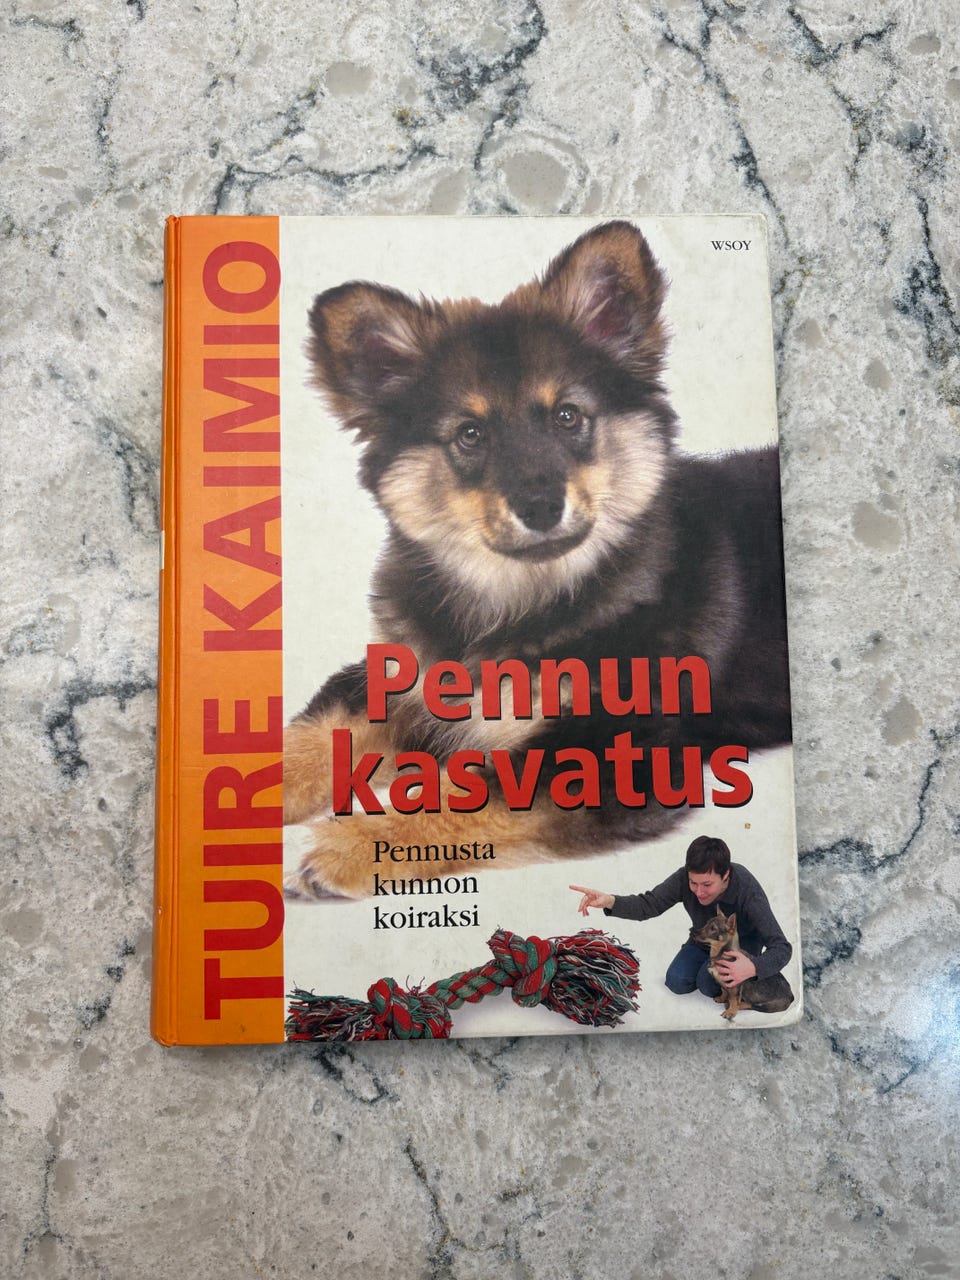 WSOY
TUIRE KAIMIO
Pennun
kasvatus
Pennusta
kunnon
koiraksi